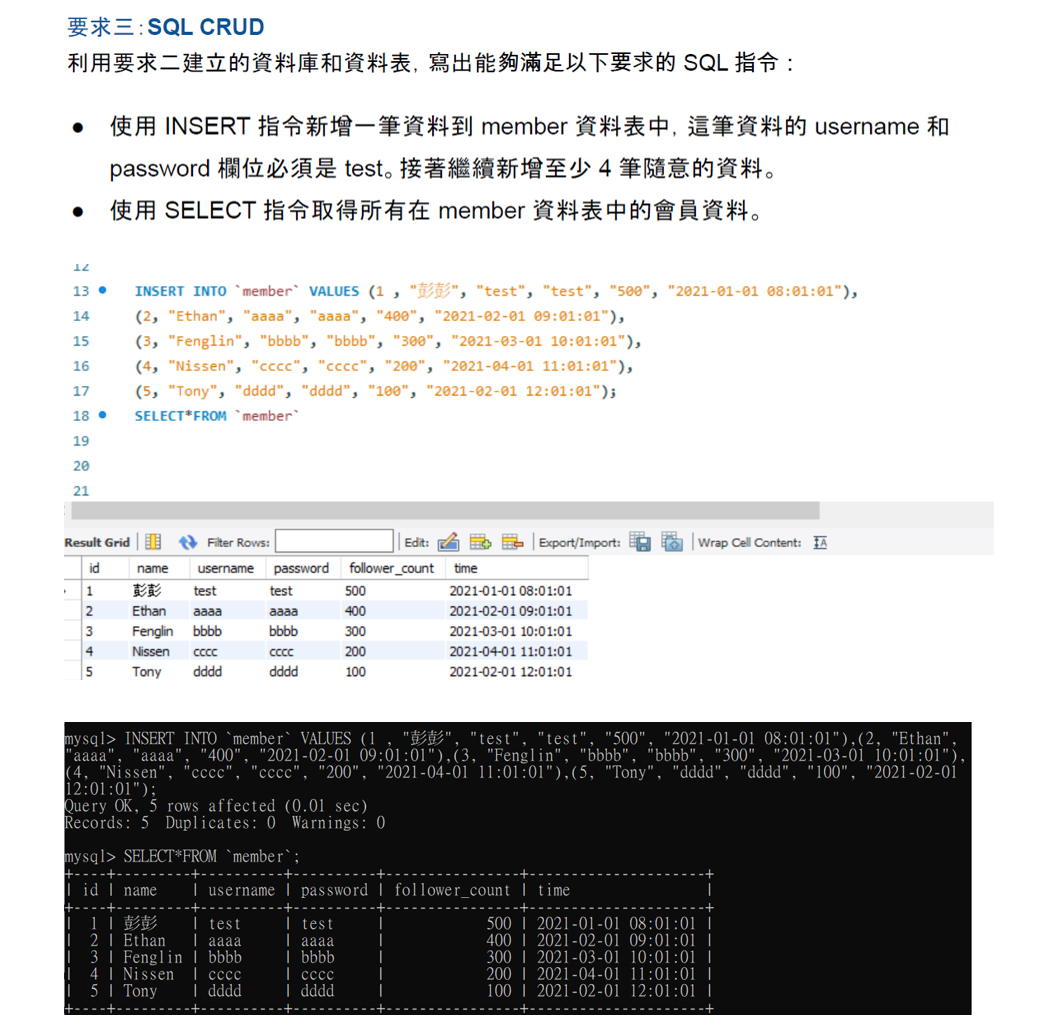 要求三:SQL CRUD
利用要求二建立的資料庫和資料表, 寫出能夠滿足以下要求的 SQL 指令：
● 使用 INSERT 指令新增一筆資料到 member 資料表中, 這筆資料的 username 和
password 欄位必須是 test。接著繼續新增至少 4 筆隨意的資料。
● 使用 SELECT 指令取得所有在 member 資料表中的會員資料。
12
13 INSERT INTO `member` VALUES (1 , "彭彭", "test", "test", "500", "2021-01-01 08:01:01"),
14 (2, "Ethan", "aaaa", "aaaa", "400", "2021-02-01 09:01:01"),
15 (3, "Fenglin", "bbbb", "bbbb", "300", "2021-03-01 10:01:01"),
16 (4, "Nissen", "cccc", "cccc", "200", "2021-04-01 11:01:01"),
17 (5, "Tony", "dddd", "dddd", "100", "2021-02-01 12:01:01");
18 SELECT*FROM `member`
19
20
21
Result Grid Filter Rows: Edit: Export/Import: Wrap Cell Content:
id name username password follower_count time
1 彭彭 test test 500 2021-01-01 08:01:01
2 Ethan aaaa aaaa 400 2021-02-01 09:01:01
3 Fenglin bbbb bbbb 300 2021-03-01 10:01:01
4 Nissen cccc cccc 200 2021-04-01 11:01:01
5 Tony dddd dddd 100 2021-02-01 12:01:01
mysql> INSERT INTO `member` VALUES (1 , "彭彭", "test", "test", "500", "2021-01-01 08:01:01"),(2, "Ethan",
"aaaa", "aaaa", "400", "2021-02-01 09:01:01"),(3, "Fenglin", "bbbb", "bbbb", "300", "2021-03-01 10:01:01"),
(4, "Nissen", "cccc", "cccc", "200", "2021-04-01 11:01:01"),(5, "Tony", "dddd", "dddd", "100", "2021-02-01
12:01:01");
Query OK, 5 rows affected (0.01 sec)
Records: 5 Duplicates: 0 Warnings: 0
mysql> SELECT*FROM `member`;
+----+---------+----------+----------+----------------+---------------------+
| id | name | username | password | follower_count | time |
+----+---------+----------+----------+----------------+---------------------+
| 1 | 彭彭 | test | test | 500 | 2021-01-01 08:01:01 |
| 2 | Ethan | aaaa | aaaa | 400 | 2021-02-01 09:01:01 |
| 3 | Fenglin | bbbb | bbbb | 300 | 2021-03-01 10:01:01 |
| 4 | Nissen | cccc | cccc | 200 | 2021-04-01 11:01:01 |
| 5 | Tony | dddd | dddd | 100 | 2021-02-01 12:01:01 |
+----+---------+----------+----------+----------------+---------------------+